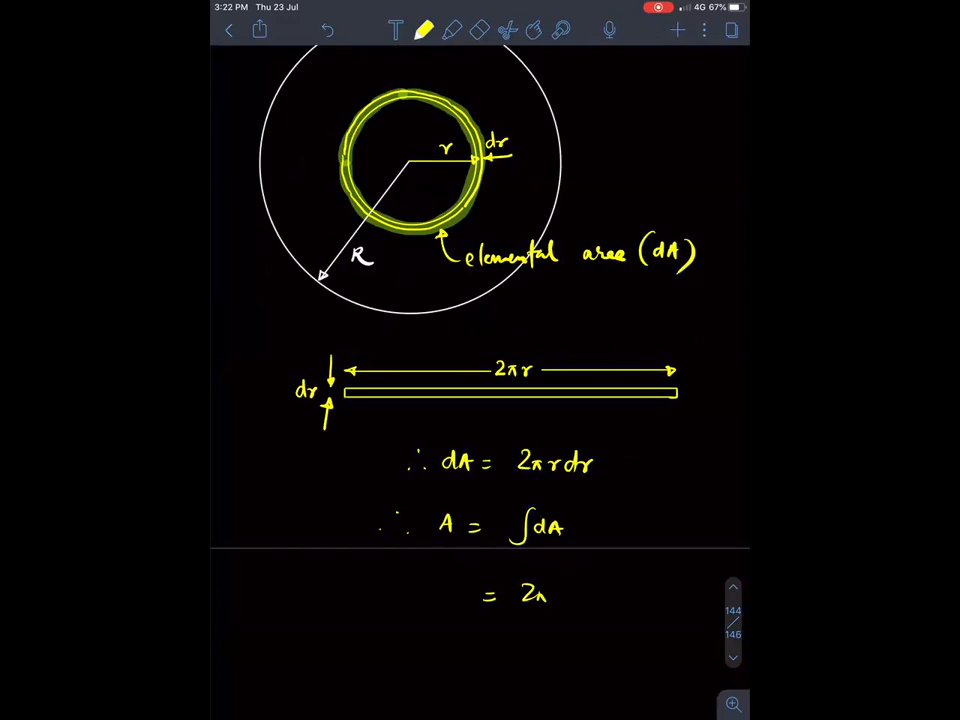 3:22 PM Thu 23 Jul
4G 67%
T
r
dr
R
elemental area (dA)
2πr
dr
∴ dA = 2πrdr
∴ A = ∫dA
= 2π
144
/
146